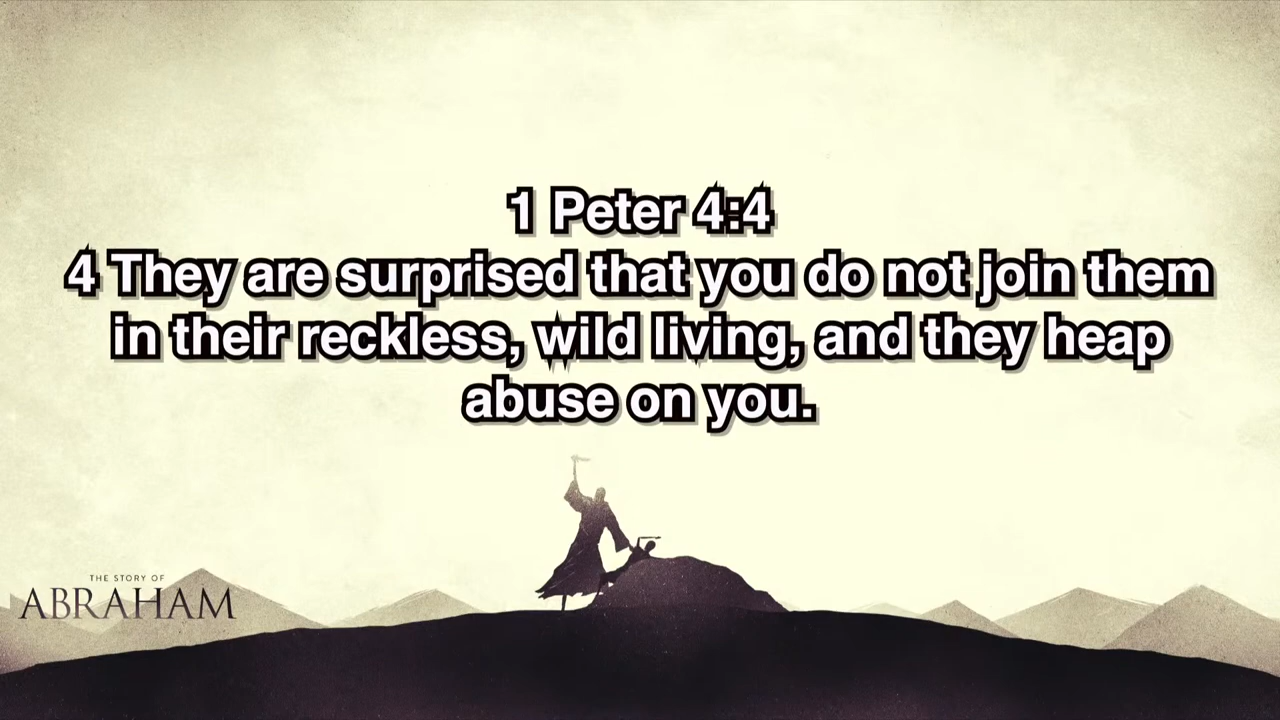 1 Peter 4:4
4 They are surprised that you do not join them
in their reckless, wild living, and they heap
abuse on you.
THE STORY OF
ABRAHAM